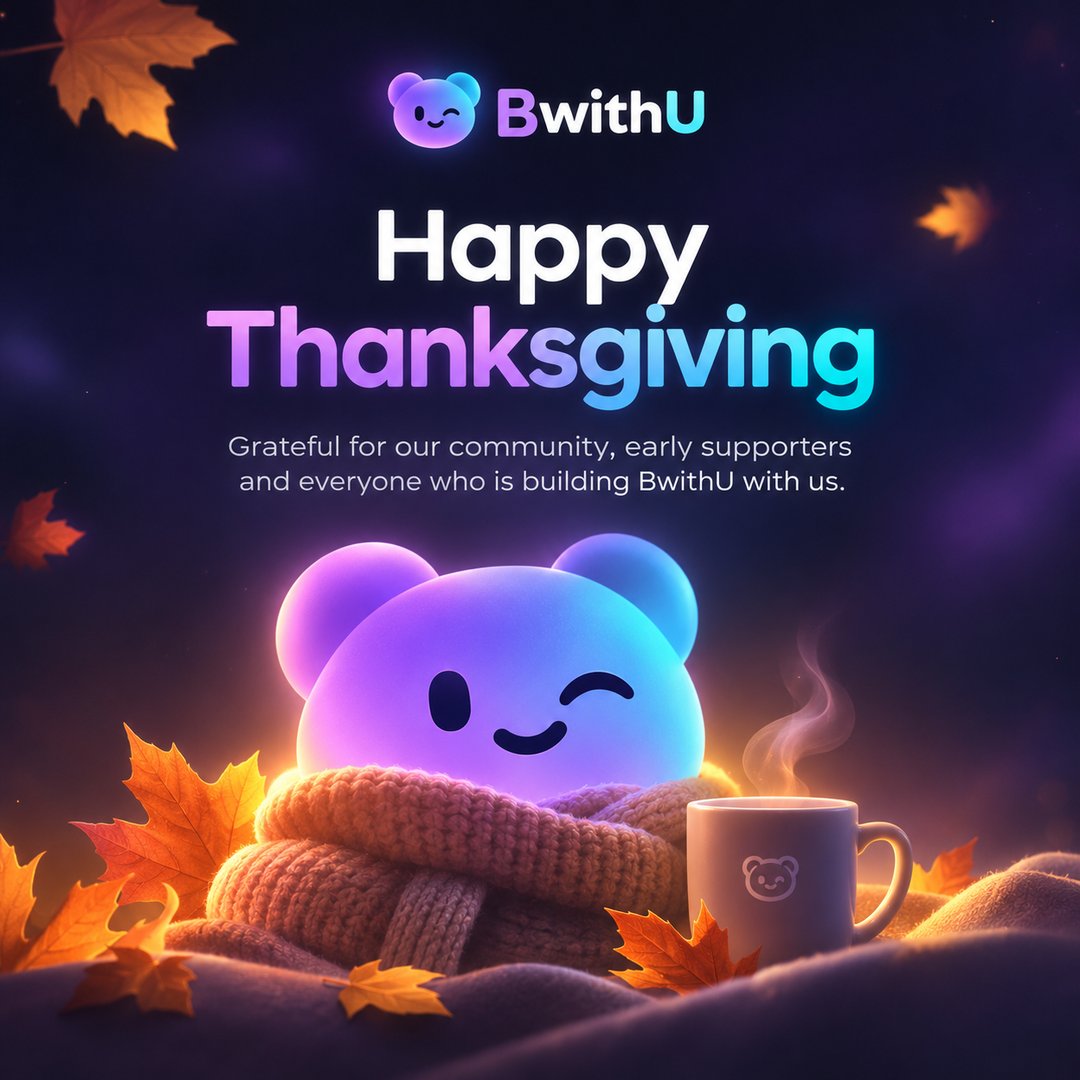 BwithU
Happy
Thanksgiving
Grateful for our community, early supporters
and everyone who is building BwithU with us.